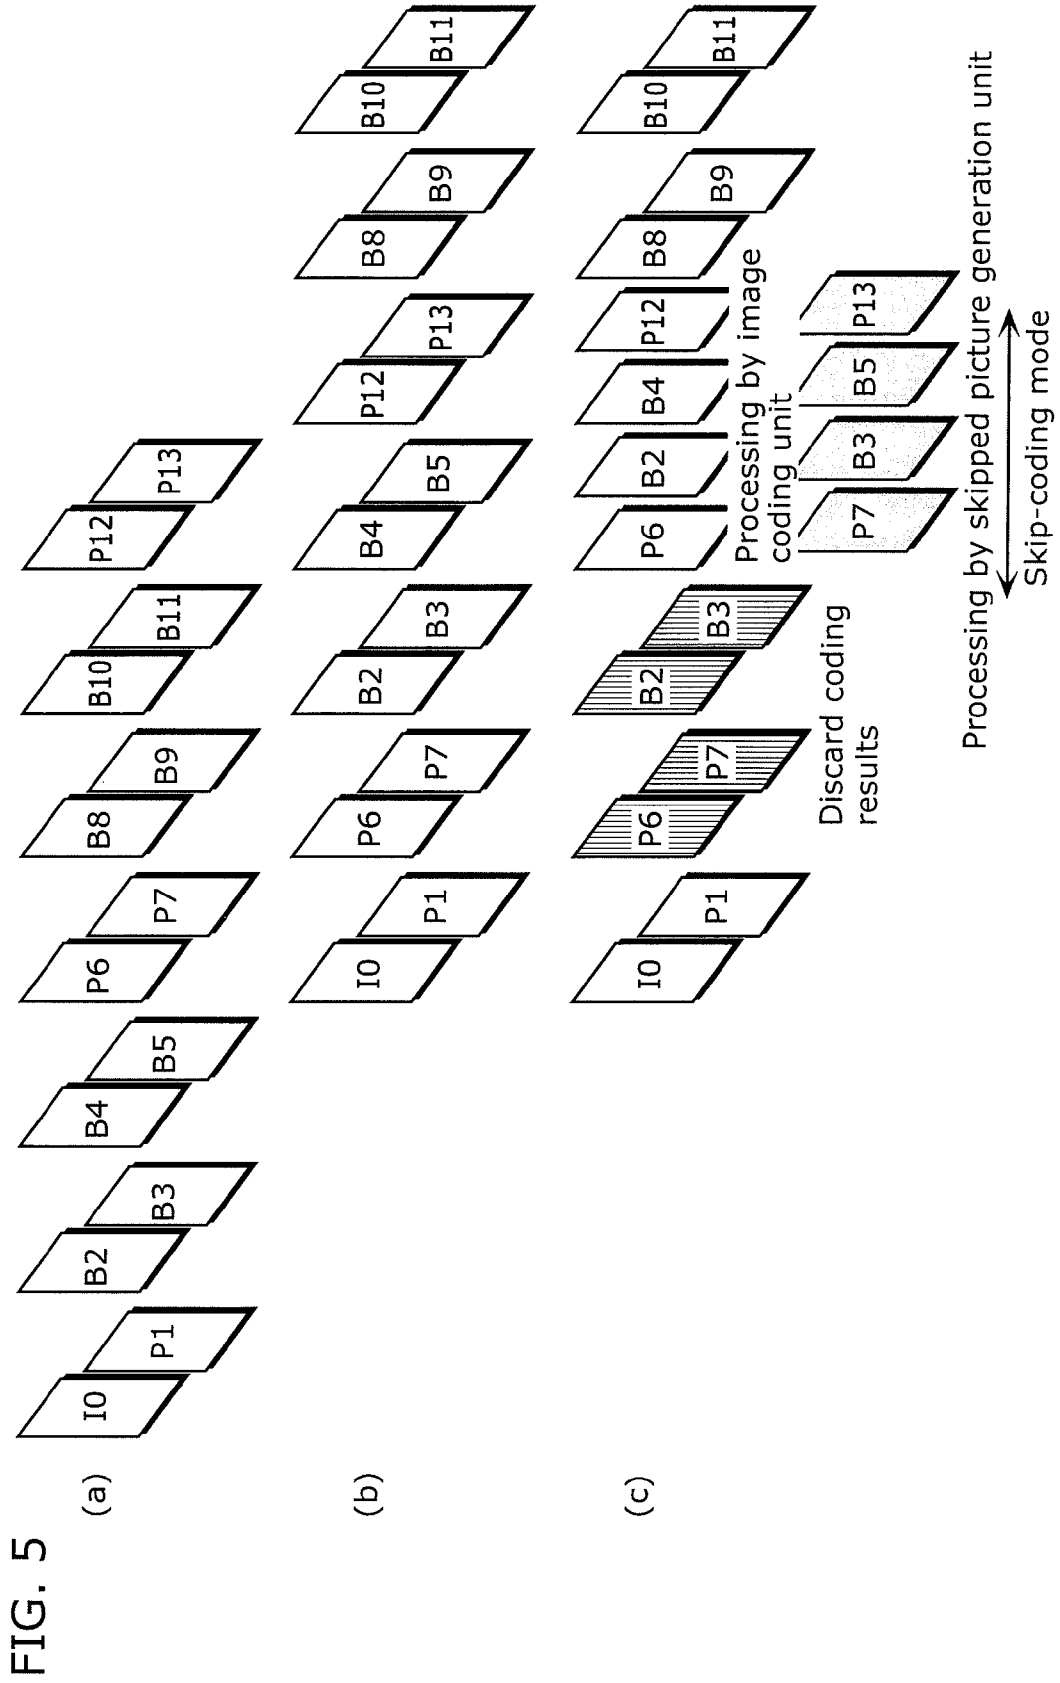 FIG. 5
(a)
I0 P1 B2 B3 B4 B5 P6 P7 B8 B9 B10 B11 P12 P13
(b)
I0 P1 P6 P7 B2 B3 B4 B5 P12 P13 B8 B9 B10 B11
(c)
I0 P1 P6 P7 B2 B3 P6 B2 B4 P12 B8 B9 B10 B11
Processing by image
coding unit
P7 B3 B5 P13
Discard coding
results
Processing by skipped picture generation unit
Skip-coding mode